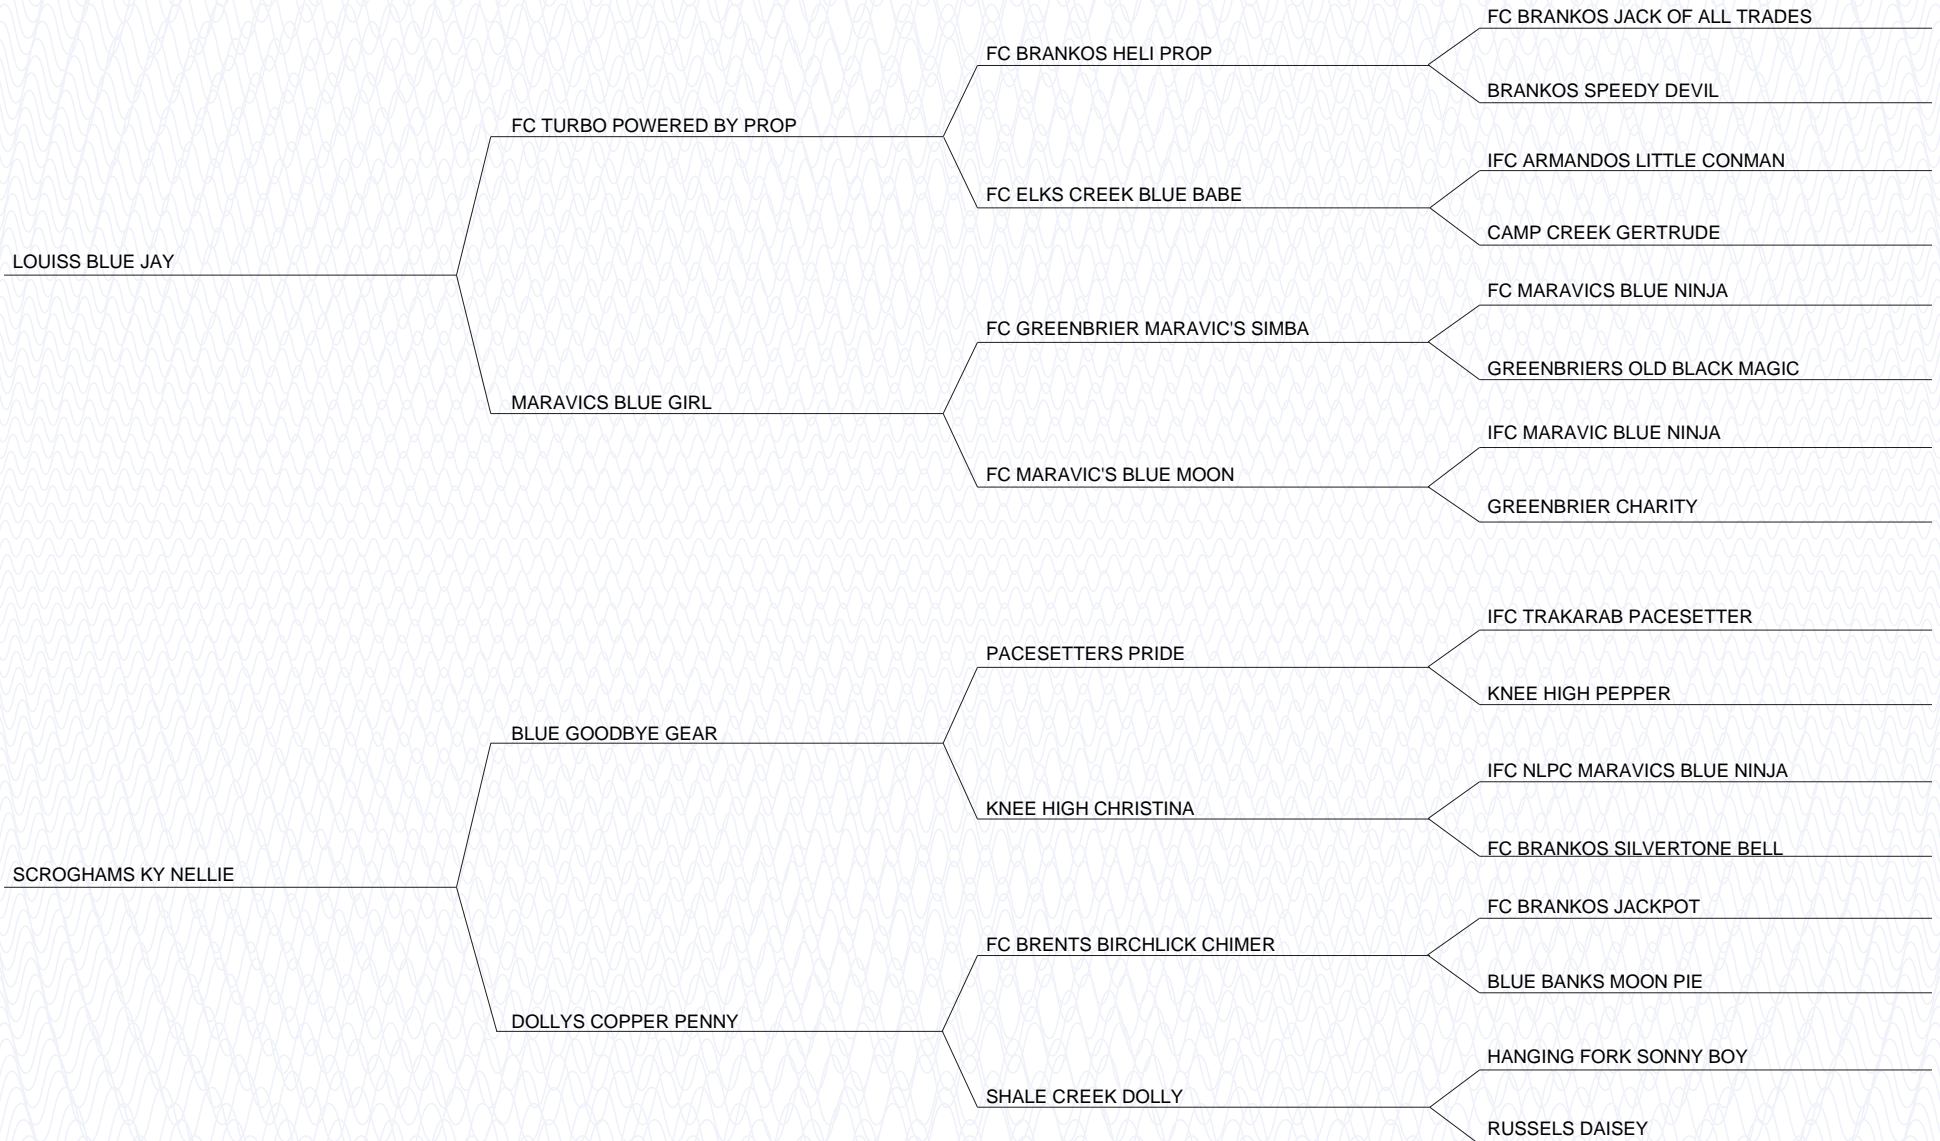 FC BRANKOS JACK OF ALL TRADES
FC BRANKOS HELI PROP
BRANKOS SPEEDY DEVIL
FC TURBO POWERED BY PROP
IFC ARMANDOS LITTLE CONMAN
FC ELKS CREEK BLUE BABE
CAMP CREEK GERTRUDE
LOUISS BLUE JAY
FC MARAVICS BLUE NINJA
FC GREENBRIER MARAVIC'S SIMBA
GREENBRIERS OLD BLACK MAGIC
MARAVICS BLUE GIRL
IFC MARAVIC BLUE NINJA
FC MARAVIC'S BLUE MOON
GREENBRIER CHARITY
IFC TRAKARAB PACESETTER
PACESETTERS PRIDE
KNEE HIGH PEPPER
BLUE GOODBYE GEAR
IFC NLPC MARAVICS BLUE NINJA
KNEE HIGH CHRISTINA
FC BRANKOS SILVERTONE BELL
SCROGHAMS KY NELLIE
FC BRANKOS JACKPOT
FC BRENTS BIRCHLICK CHIMER
BLUE BANKS MOON PIE
DOLLYS COPPER PENNY
HANGING FORK SONNY BOY
SHALE CREEK DOLLY
RUSSELS DAISEY